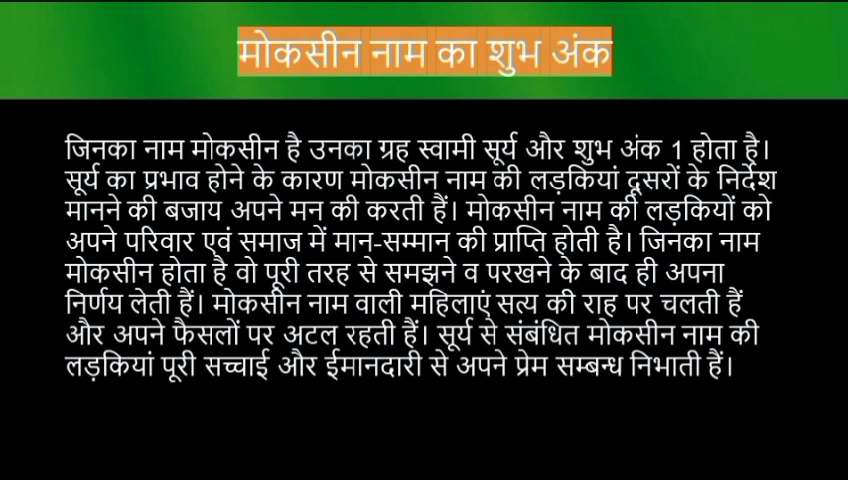 मोकसीन नाम का शुभ अंक
जिनका नाम मोकसीन है उनका ग्रह स्वामी सूर्य और शुभ अंक 1 होता है।
सूर्य का प्रभाव होने के कारण मोकसीन नाम की लड़कियां दूसरों के निर्देश
मानने की बजाय अपने मन की करती हैं। मोकसीन नाम की लड़कियों को
अपने परिवार एवं समाज में मान-सम्मान की प्राप्ति होती है। जिनका नाम
मोकसीन होता है वो पूरी तरह से समझने व परखने के बाद ही अपना
निर्णय लेती हैं। मोकसीन नाम वाली महिलाएं सत्य की राह पर चलती हैं
और अपने फैसलों पर अटल रहती हैं। सूर्य से संबंधित मोकसीन नाम की
लड़कियां पूरी सच्चाई और ईमानदारी से अपने प्रेम सम्बन्ध निभाती हैं।